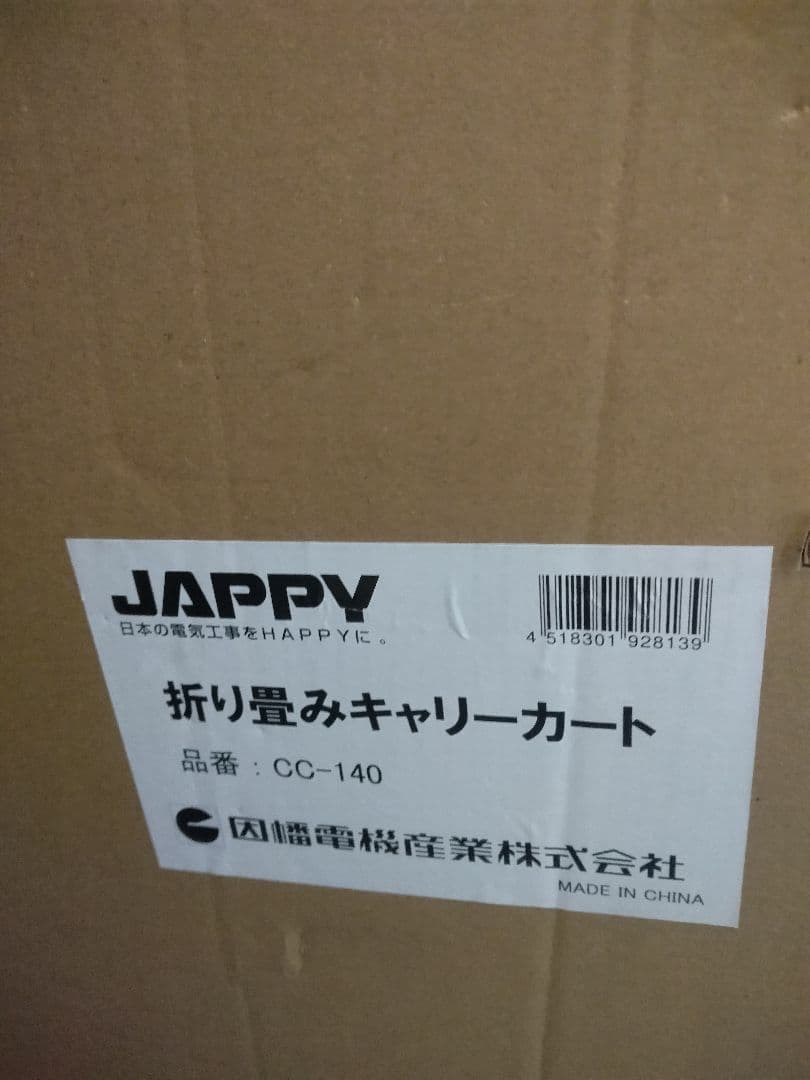 JAPPY
日本の電気工事をHAPPYに。
4 518301 928139
折り畳みキャリーカート
品番：CC-140
因幡電機産業株式会社
MADE IN CHINA